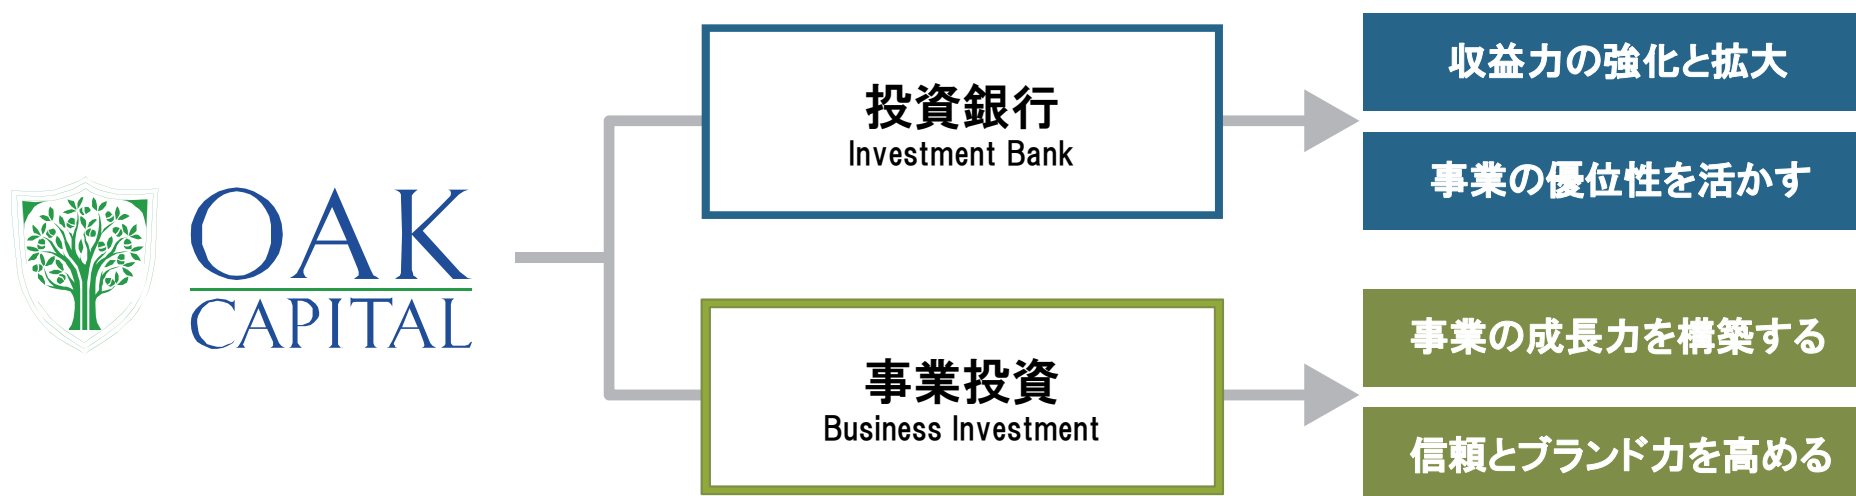 OAK
CAPITAL
投資銀行
Investment Bank
収益力の強化と拡大
事業の優位性を活かす
事業投資
Business Investment
事業の成長力を構築する
信頼とブランド力を高める